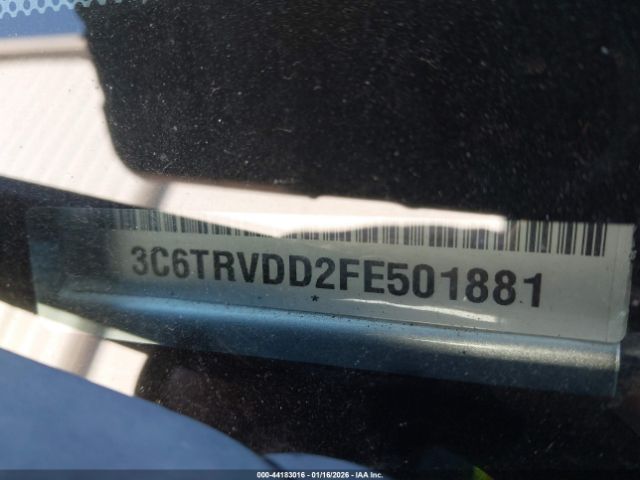 3C6TRVDD2FE501881
*
000-44183016 - 01/16/2026 - IAA Inc.